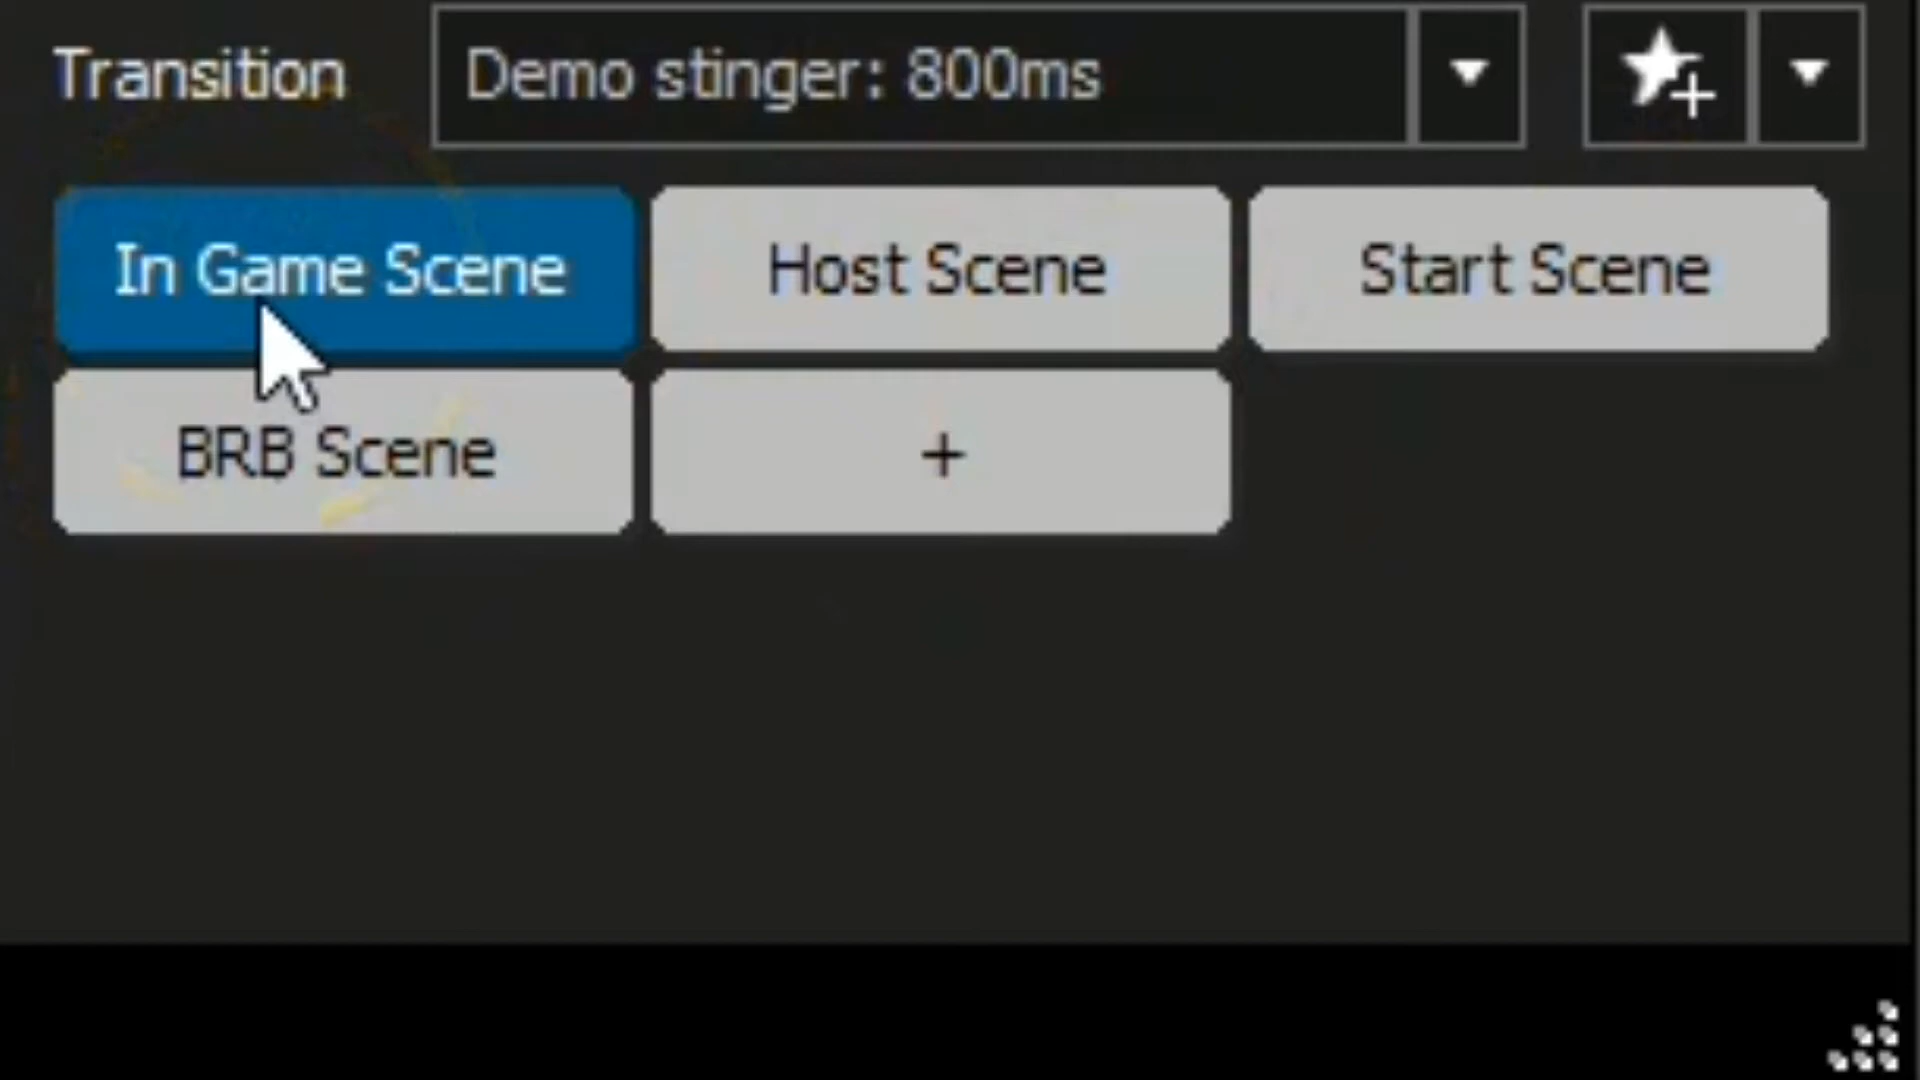 Transition Demo stinger: 800ms
In Game Scene Host Scene Start Scene
BRB Scene +